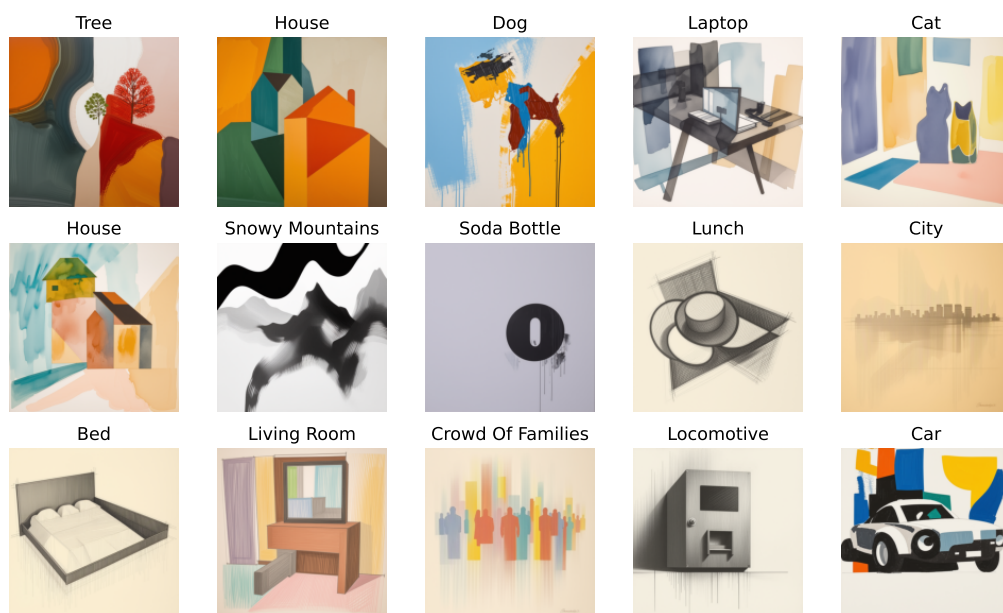 Tree
House
Dog
Laptop
Cat
House
Snowy Mountains
Soda Bottle
Lunch
City
Bed
Living Room
Crowd Of Families
Locomotive
Car